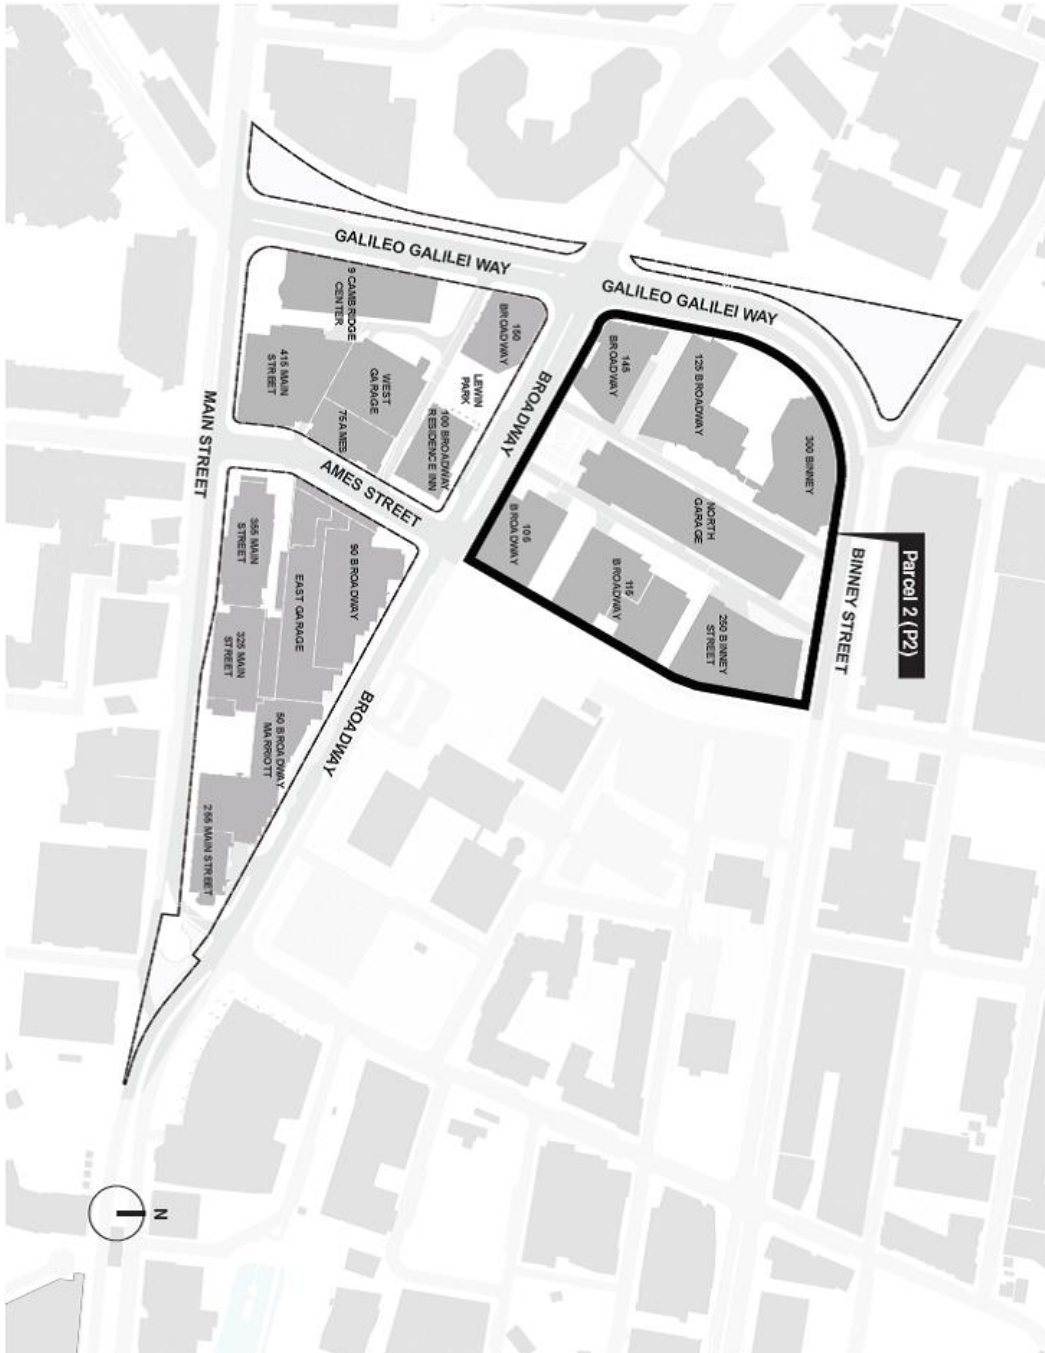 GALILEO GALILEI WAY
GALILEO GALILEI WAY
9 CAMBRIDGE
CENTER
150
BROADWAY
145
BROADWAY
125 BROADWAY
300 BINNEY
415 MAIN
STREET
WEST
GARAGE
LEWIN
PARK
75 AMES
100 BROADWAY
RESIDENCE INN
BROADWAY
NORTH
GARAGE
MAIN STREET
AMES STREET
105
BROADWAY
115
BROADWAY
250 BINNEY
STREET
BINNEY STREET
Parcel 2 (P2)
355 MAIN
STREET
EAST GARAGE
90 BROADWAY
325 MAIN
STREET
50 BROADWAY
MARRIOTT
BROADWAY
255 MAIN STREET
N